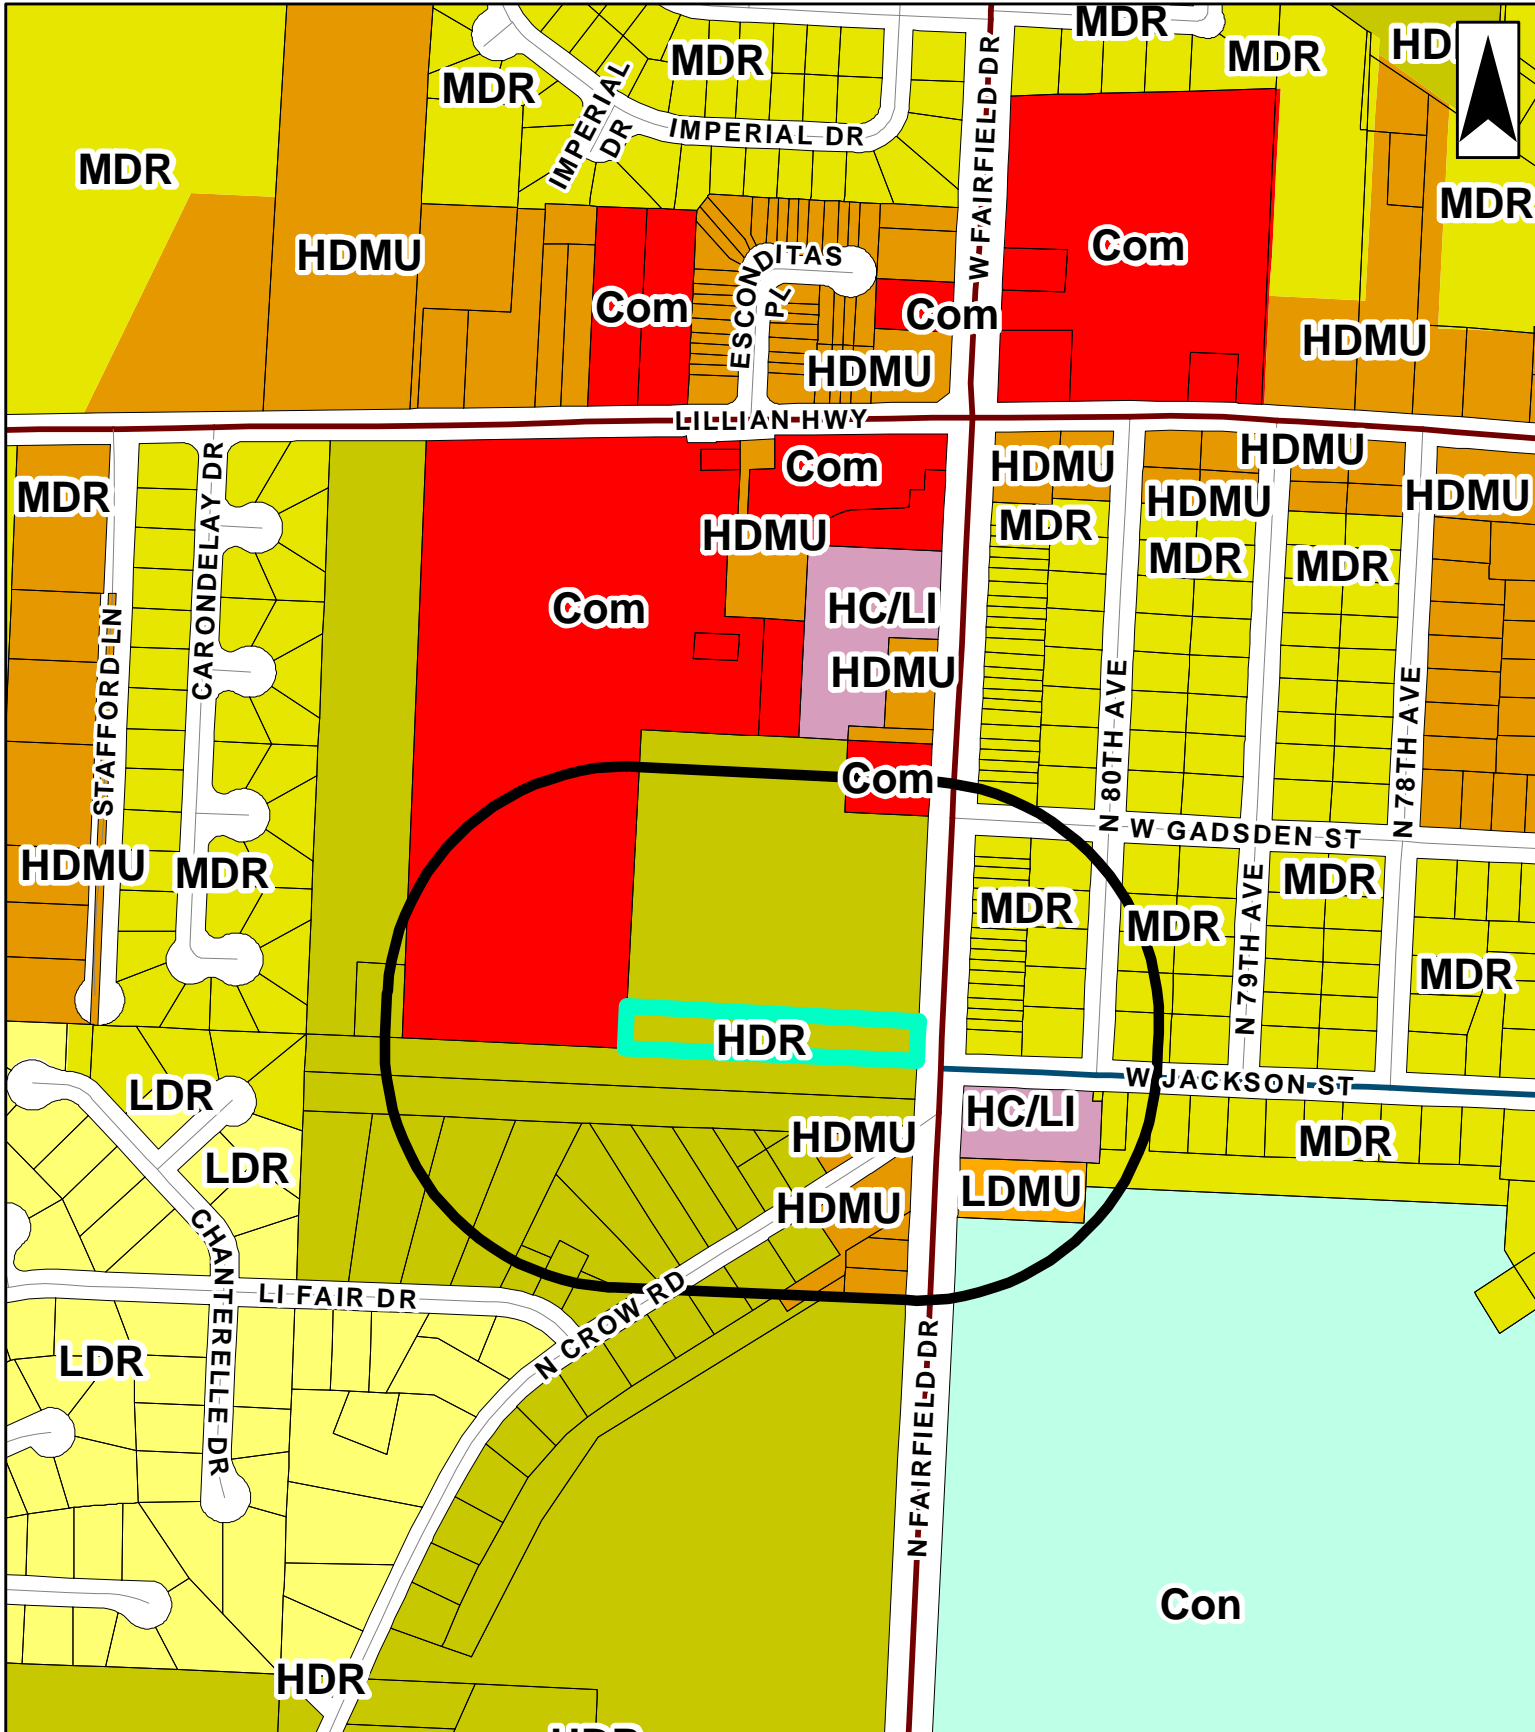 MDR
MDR
HD
MDR
MDR
MDR
IMPERIAL DR
IMPERIAL DR
W FAIRFIELD DR
MDR
MDR
HDMU
Com
ESCONDITAS PL
Com
Com
HDMU
HDMU
LILLIAN HWY
MDR
CARONDELAY DR
Com
HDMU
HDMU
HDMU
HDMU
HDMU
MDR
MDR
MDR
Com
HC/LI
HDMU
STAFFORD LN
N 80TH AVE
N 78TH AVE
Com
W GADSDEN ST
HDMU
MDR
MDR
MDR
MDR
N 79TH AVE
MDR
HDR
LDR
W JACKSON ST
HC/LI
HDMU
MDR
LDR
LDMU
HDMU
CHANTERELLE DR
LI FAIR DR
N CROW RD
LDR
N FAIRFIELD DR
Con
HDR
HDR